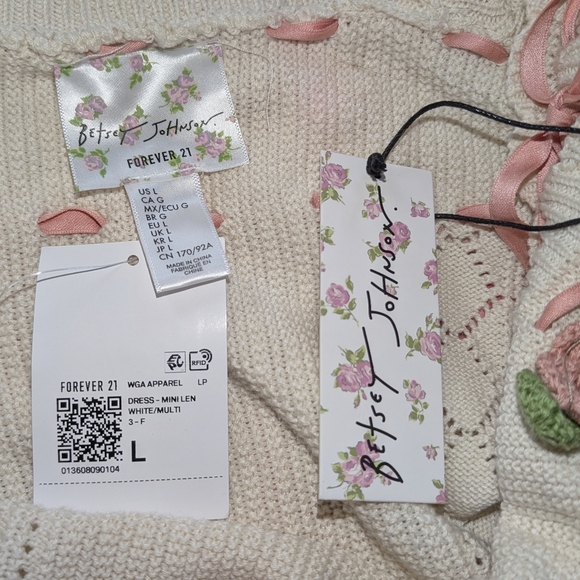 BETSEY JOHNSON.
FOREVER 21
US L
CA G
MX/ECU G
BR G
EU L
UK L
KR L
JP L
CN 170/92A
MADE IN CHINA
FABRIQUE EN
CHINE
RFID
FOREVER 21
WGA APPAREL LP
DRESS - MINI LEN
WHITE/MULTI
3 - F
L
013608090104
BETSEY JOHNSON.